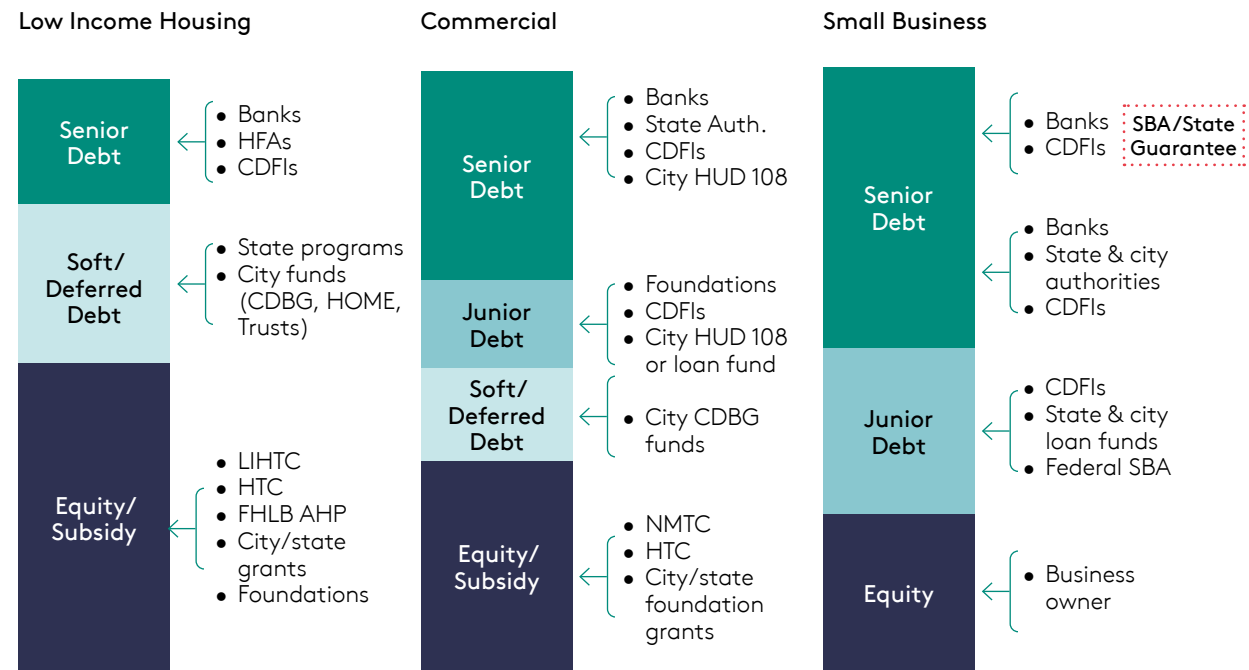 Low Income Housing
Senior
Debt
• Banks
• HFAs
• CDFIs
Soft/
Deferred
Debt
• State programs
• City funds
(CDBG, HOME,
Trusts)
Equity/
Subsidy
• LIHTC
• HTC
• FHLB AHP
• City/state
grants
• Foundations
Commercial
Senior
Debt
• Banks
• State Auth.
• CDFIs
• City HUD 108
Junior
Debt
• Foundations
• CDFIs
• City HUD 108
or loan fund
Soft/
Deferred
Debt
• City CDBG
funds
Equity/
Subsidy
• NMTC
• HTC
• City/state
foundation
grants
Small Business
Senior
Debt
• Banks
• CDFIs
SBA/State
Guarantee
• Banks
• State & city
authorities
• CDFIs
Junior
Debt
• CDFIs
• State & city
loan funds
• Federal SBA
Equity
• Business
owner